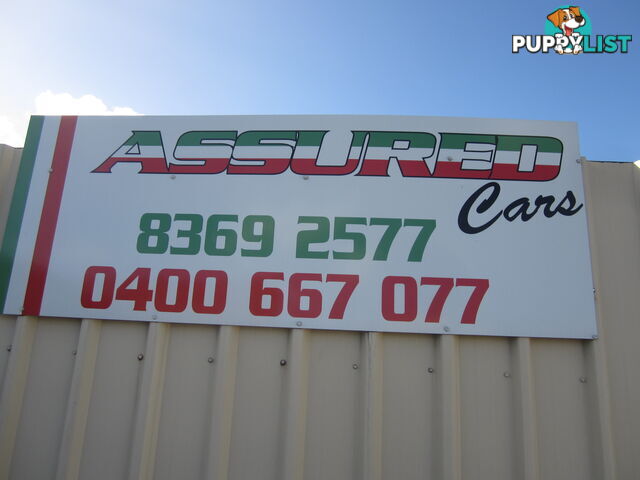 PUPPYLIST
ASSURED
Cars
8369 2577
0400 667 077